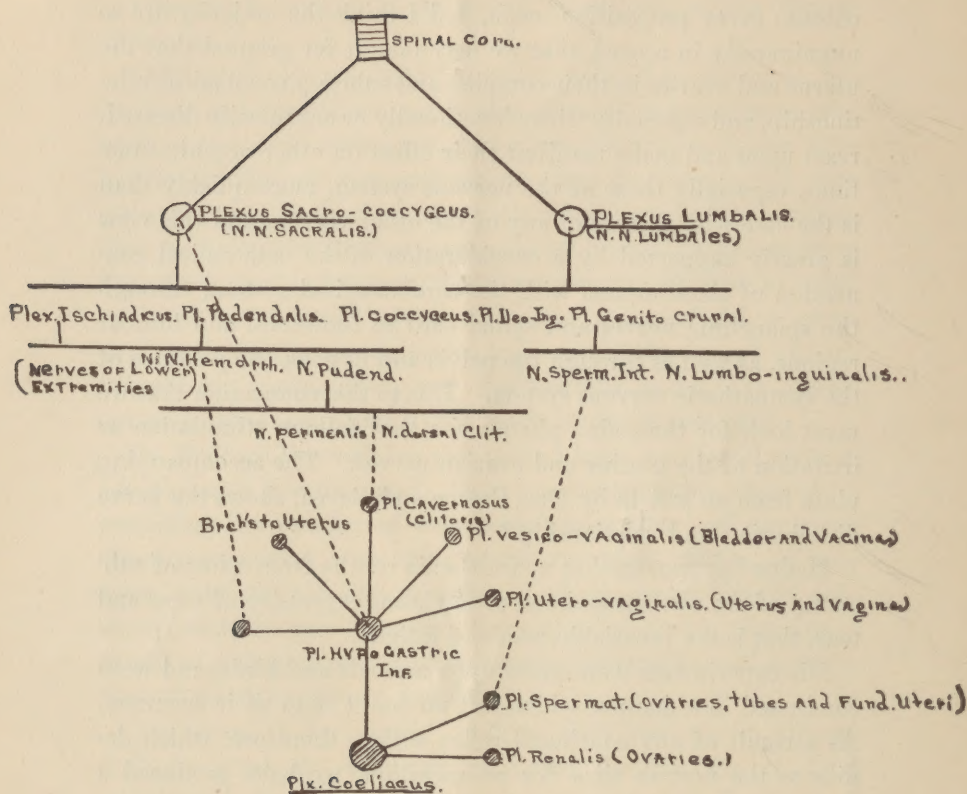 SPINAL CORD.
PLEXUS SACRO-COCCYGEUS.
(N.N. SACRALIS.)
PLEXUS LUMBALIS.
(N.N. LUMBALES)
Plex. Ischiadicus. Pl. Pudendalis. Pl. Coccygeus. Pl. Ileo Ing. Pl. Genito crural.
(Nerves of Lower Extremities) N.N. Hemorrh. N. Pudend.
N. Sperm. Int. N. Lumbo-inguinalis..
N. perinealis N. dorsal Clit.
Pl. Cavernosus
(Clitoris)
Brch's to Uterus
Pl. Vesico-vaginalis (Bladder and Vagina)
Pl. Utero-vaginalis. (Uterus and Vagina)
Pl. Hypogastric
Inf.
Pl. Spermat. (Ovaries, tubes and Fund. Uteri)
Pl. Renalis (Ovaries.)
Plx. Coeliacus.